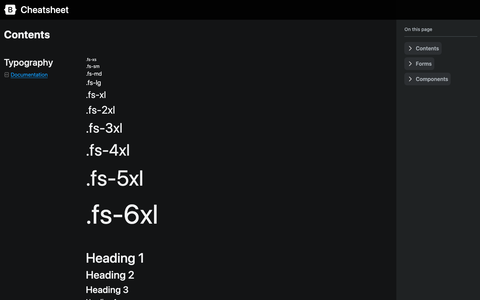 B Cheatsheet
Contents
Typography
Documentation
.fs-xs
.fs-sm
.fs-md
.fs-lg
.fs-xl
.fs-2xl
.fs-3xl
.fs-4xl
.fs-5xl
.fs-6xl
Heading 1
Heading 2
Heading 3
On this page
Contents
Forms
Components